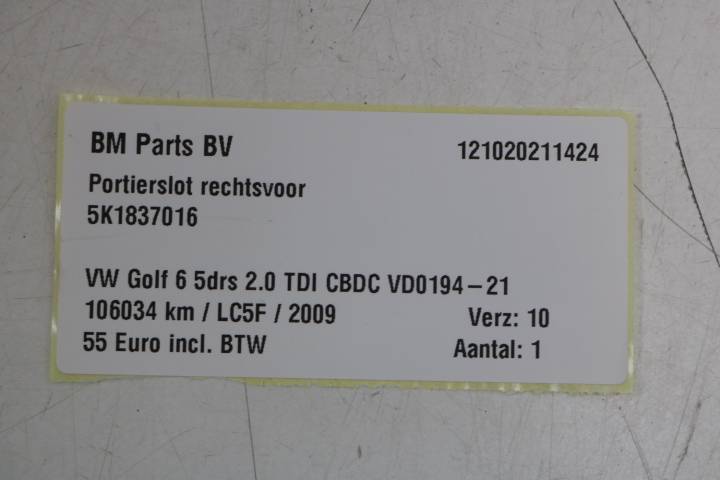 BM Parts BV 121020211424
Portierslot rechtsvoor
5K1837016
VW Golf 6 5drs 2.0 TDI CBDC VD0194-21
106034 km / LC5F / 2009 Verz: 10
55 Euro incl. BTW Aantal: 1